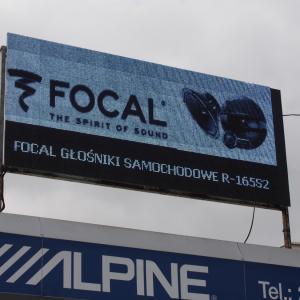 FOCAL®
THE SPIRIT OF SOUND
FOCAL GŁOŚNIKI SAMOCHODOWE R-165S2
///ALPINE®
Tel.: